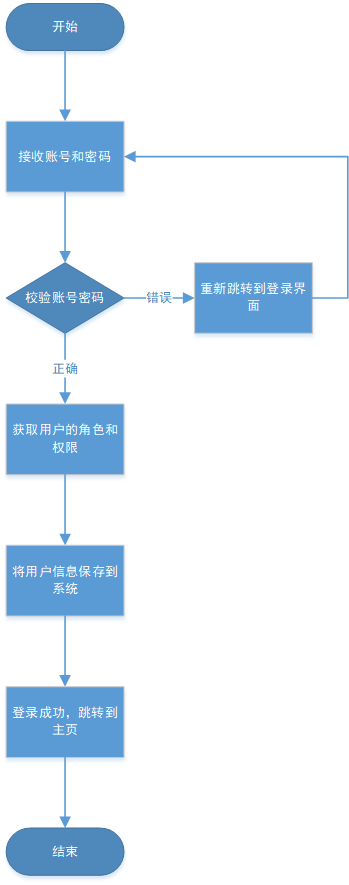 开始
接收账号和密码
校验账号密码
错误
重新跳转到登录界
面
正确
获取用户的角色和
权限
将用户信息保存到
系统
登录成功，跳转到
主页
结束